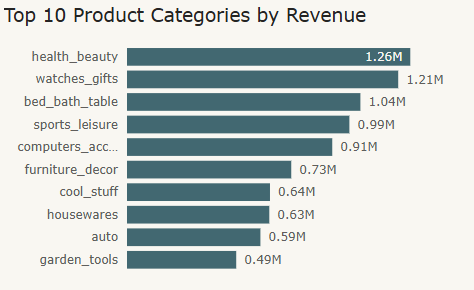 Top 10 Product Categories by Revenue
health_beauty 1.26M
watches_gifts 1.21M
bed_bath_table 1.04M
sports_leisure 0.99M
computers_acc... 0.91M
furniture_decor 0.73M
cool_stuff 0.64M
housewares 0.63M
auto 0.59M
garden_tools 0.49M